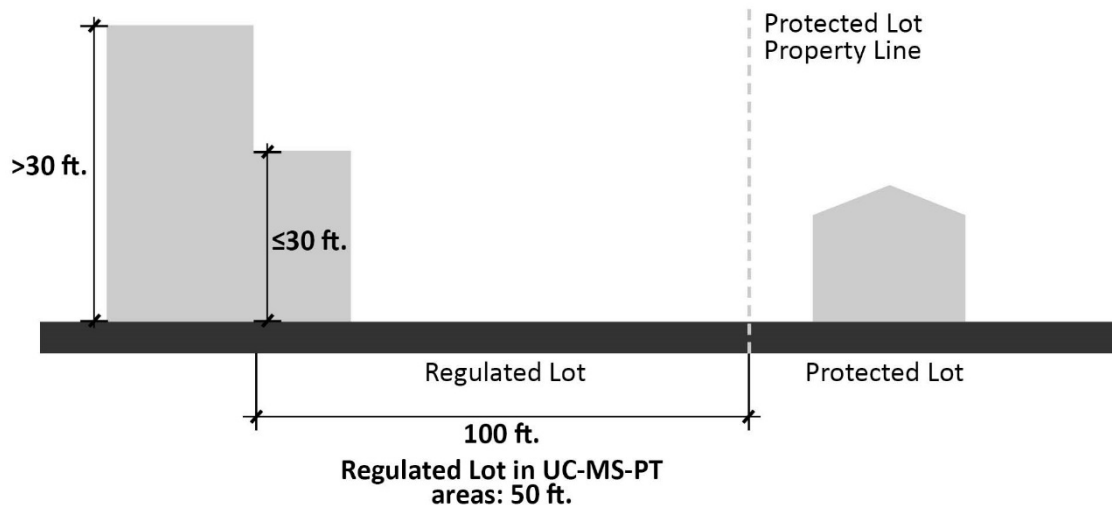 Protected Lot
Property Line
>30 ft.
≤30 ft.
Regulated Lot
Protected Lot
100 ft.
Regulated Lot in UC-MS-PT
areas: 50 ft.